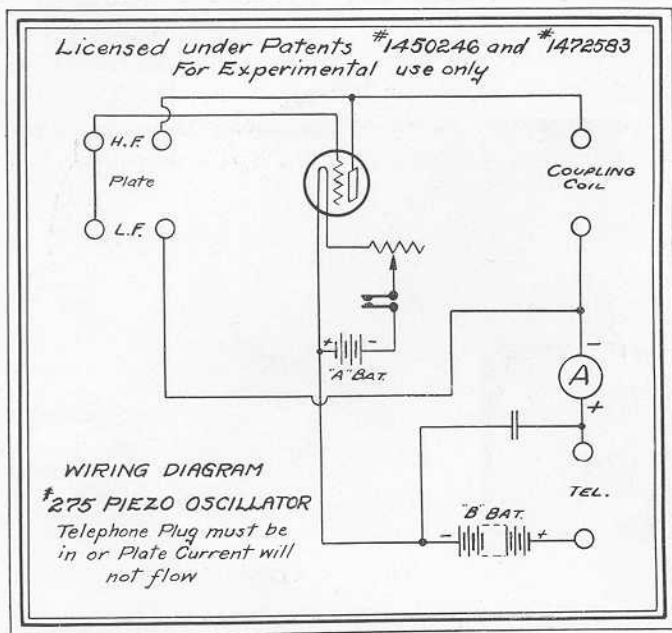 Licensed under Patents #1450246 and #1472583
For Experimental use only
H.F.
Plate
L.F.
COUPLING
COIL
+ -
"A" BAT.
-
A
+
TEL.
"B" BAT.
- +
WIRING DIAGRAM
#275 PIEZO OSCILLATOR
Telephone Plug must be
in or Plate Current will
not flow